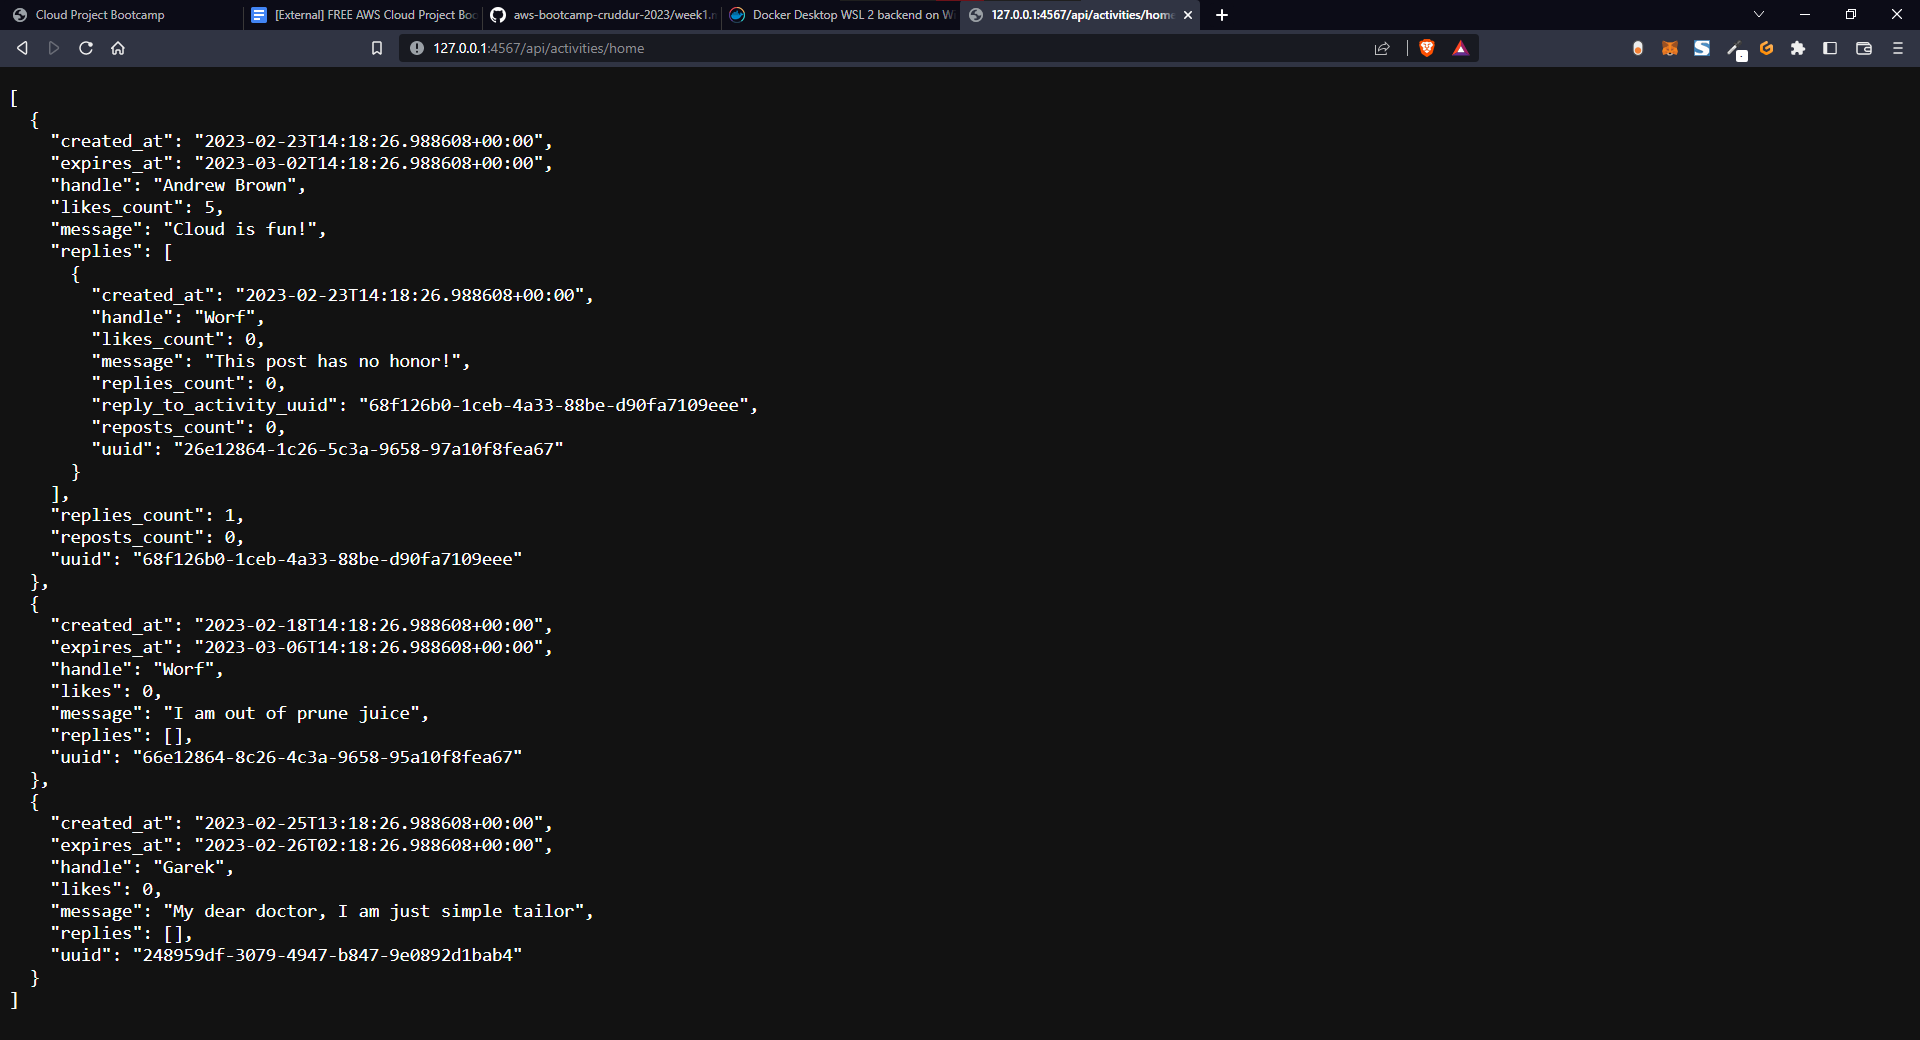 Cloud Project Bootcamp
[External] FREE AWS Cloud Project Boo
aws-bootcamp-cruddur-2023/week1.m
Docker Desktop WSL 2 backend on Wi
127.0.0.1:4567/api/activities/home
127.0.0.1:4567/api/activities/home
[
  {
    "created_at": "2023-02-23T14:18:26.988608+00:00",
    "expires_at": "2023-03-02T14:18:26.988608+00:00",
    "handle": "Andrew Brown",
    "likes_count": 5,
    "message": "Cloud is fun!",
    "replies": [
      {
        "created_at": "2023-02-23T14:18:26.988608+00:00",
        "handle": "Worf",
        "likes_count": 0,
        "message": "This post has no honor!",
        "replies_count": 0,
        "reply_to_activity_uuid": "68f126b0-1ceb-4a33-88be-d90fa7109eee",
        "reposts_count": 0,
        "uuid": "26e12864-1c26-5c3a-9658-97a10f8fea67"
      }
    ],
    "replies_count": 1,
    "reposts_count": 0,
    "uuid": "68f126b0-1ceb-4a33-88be-d90fa7109eee"
  },
  {
    "created_at": "2023-02-18T14:18:26.988608+00:00",
    "expires_at": "2023-03-06T14:18:26.988608+00:00",
    "handle": "Worf",
    "likes": 0,
    "message": "I am out of prune juice",
    "replies": [],
    "uuid": "66e12864-8c26-4c3a-9658-95a10f8fea67"
  },
  {
    "created_at": "2023-02-25T13:18:26.988608+00:00",
    "expires_at": "2023-02-26T02:18:26.988608+00:00",
    "handle": "Garek",
    "likes": 0,
    "message": "My dear doctor, I am just simple tailor",
    "replies": [],
    "uuid": "248959df-3079-4947-b847-9e0892d1bab4"
  }
]